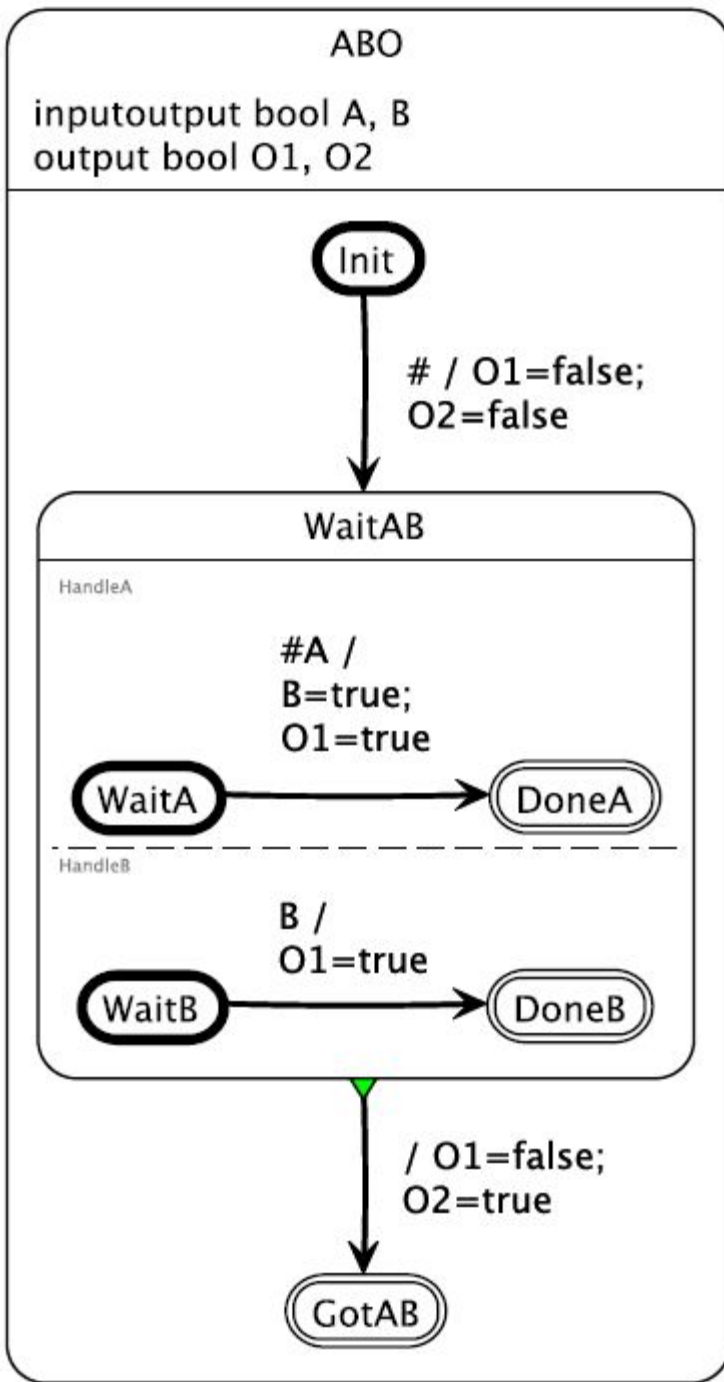 ABO
inputoutput bool A, B
output bool O1, O2
Init
# / O1=false;
O2=false
WaitAB
HandleA
#A /
B=true;
O1=true
WaitA
DoneA
HandleB
B /
O1=true
WaitB
DoneB
/ O1=false;
O2=true
GotAB